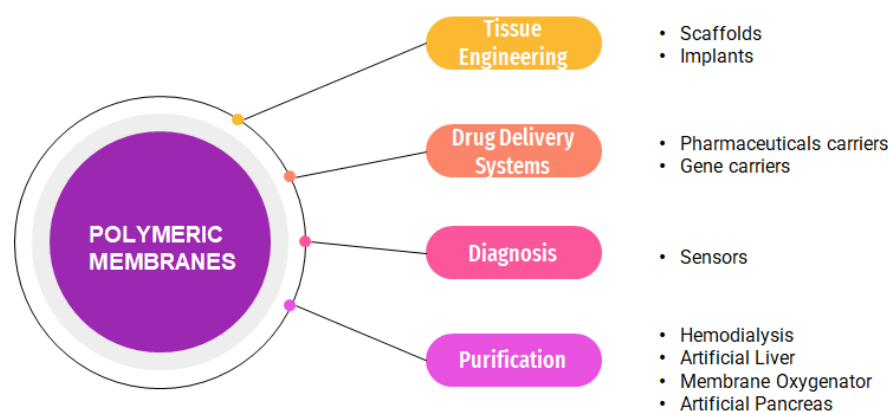 POLYMERIC
MEMBRANES
Tissue
Engineering
• Scaffolds
• Implants
Drug Delivery
Systems
• Pharmaceuticals carriers
• Gene carriers
Diagnosis
• Sensors
Purification
• Hemodialysis
• Artificial Liver
• Membrane Oxygenator
• Artificial Pancreas